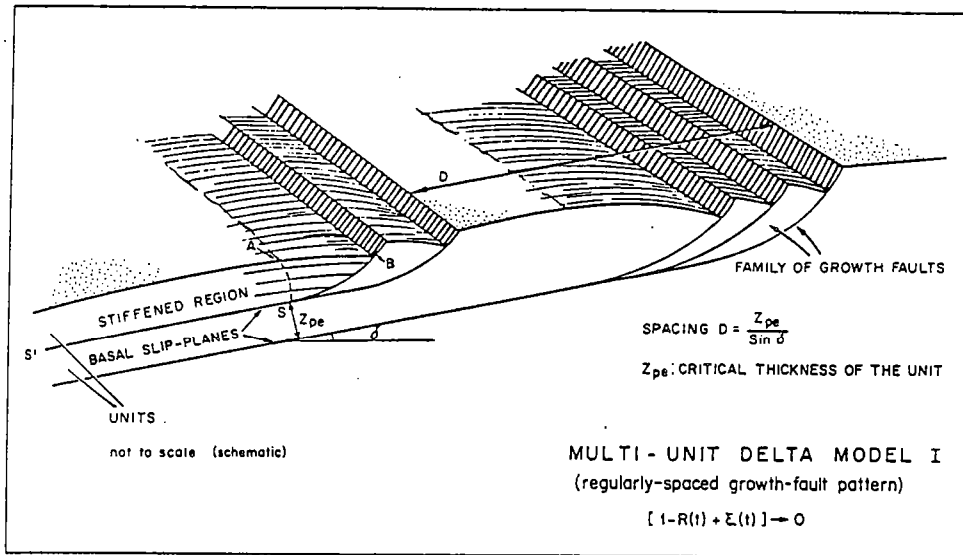 D
A
B
FAMILY OF GROWTH FAULTS
STIFFENED REGION
S
Zpe
SPACING D = Zpe / Sin δ
S'
BASAL SLIP-PLANES
δ
Zpe: CRITICAL THICKNESS OF THE UNIT
UNITS
not to scale (schematic)
MULTI-UNIT DELTA MODEL I
(regularly-spaced growth-fault pattern)
[1-R(t) + ξ(t)] → 0